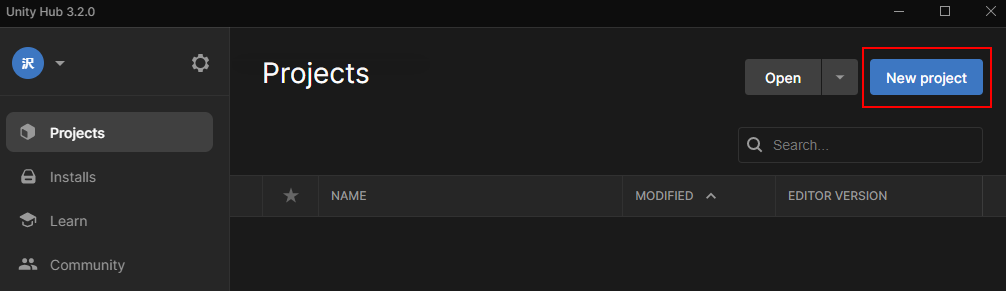 Unity Hub 3.2.0
沢
Projects
Installs
Learn
Community
Projects
Open
New project
Search...
NAME
MODIFIED
EDITOR VERSION